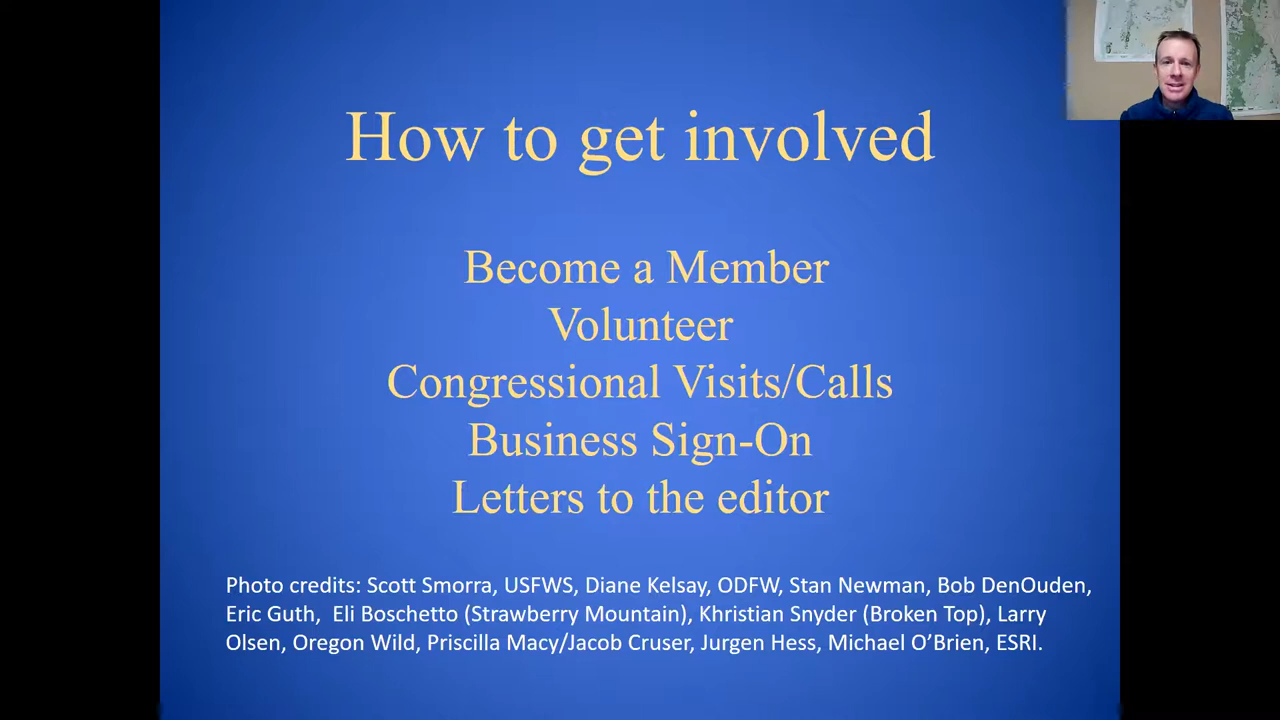 How to get involved
Become a Member
Volunteer
Congressional Visits/Calls
Business Sign-On
Letters to the editor
Photo credits: Scott Smorra, USFWS, Diane Kelsay, ODFW, Stan Newman, Bob DenOuden,
Eric Guth,  Eli Boschetto (Strawberry Mountain), Khristian Snyder (Broken Top), Larry
Olsen, Oregon Wild, Priscilla Macy/Jacob Cruser, Jurgen Hess, Michael O’Brien, ESRI.